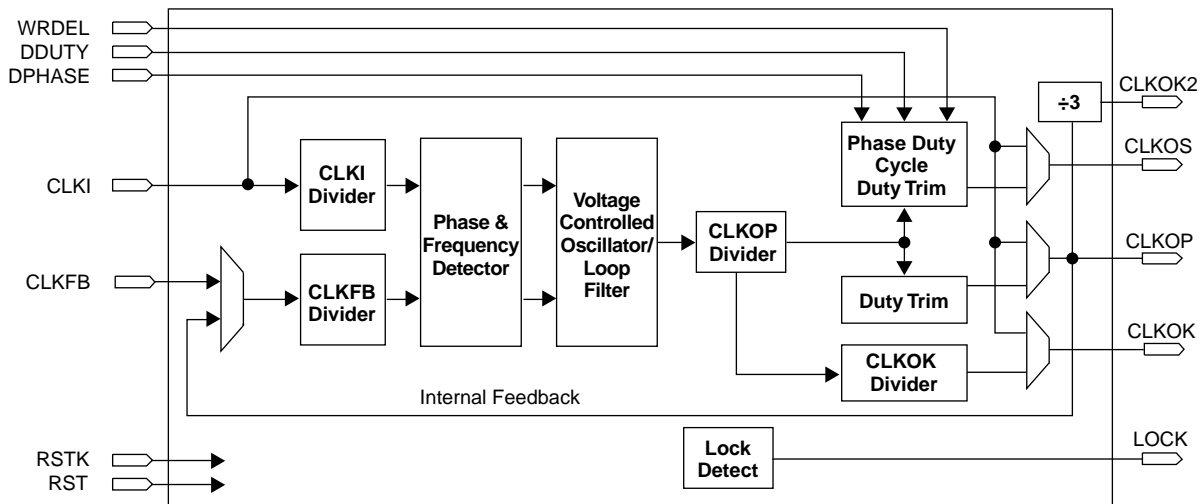 WRDEL
DDUTY
DPHASE
CLKOK2
÷3
Phase Duty
Cycle
Duty Trim
CLKOS
CLKI
CLKI
Divider
Phase &
Frequency
Detector
Voltage
Controlled
Oscillator/
Loop
Filter
CLKOP
Divider
CLKOP
CLKFB
CLKFB
Divider
Duty Trim
CLKOK
CLKOK
Divider
Internal Feedback
RSTK
RST
Lock
Detect
LOCK